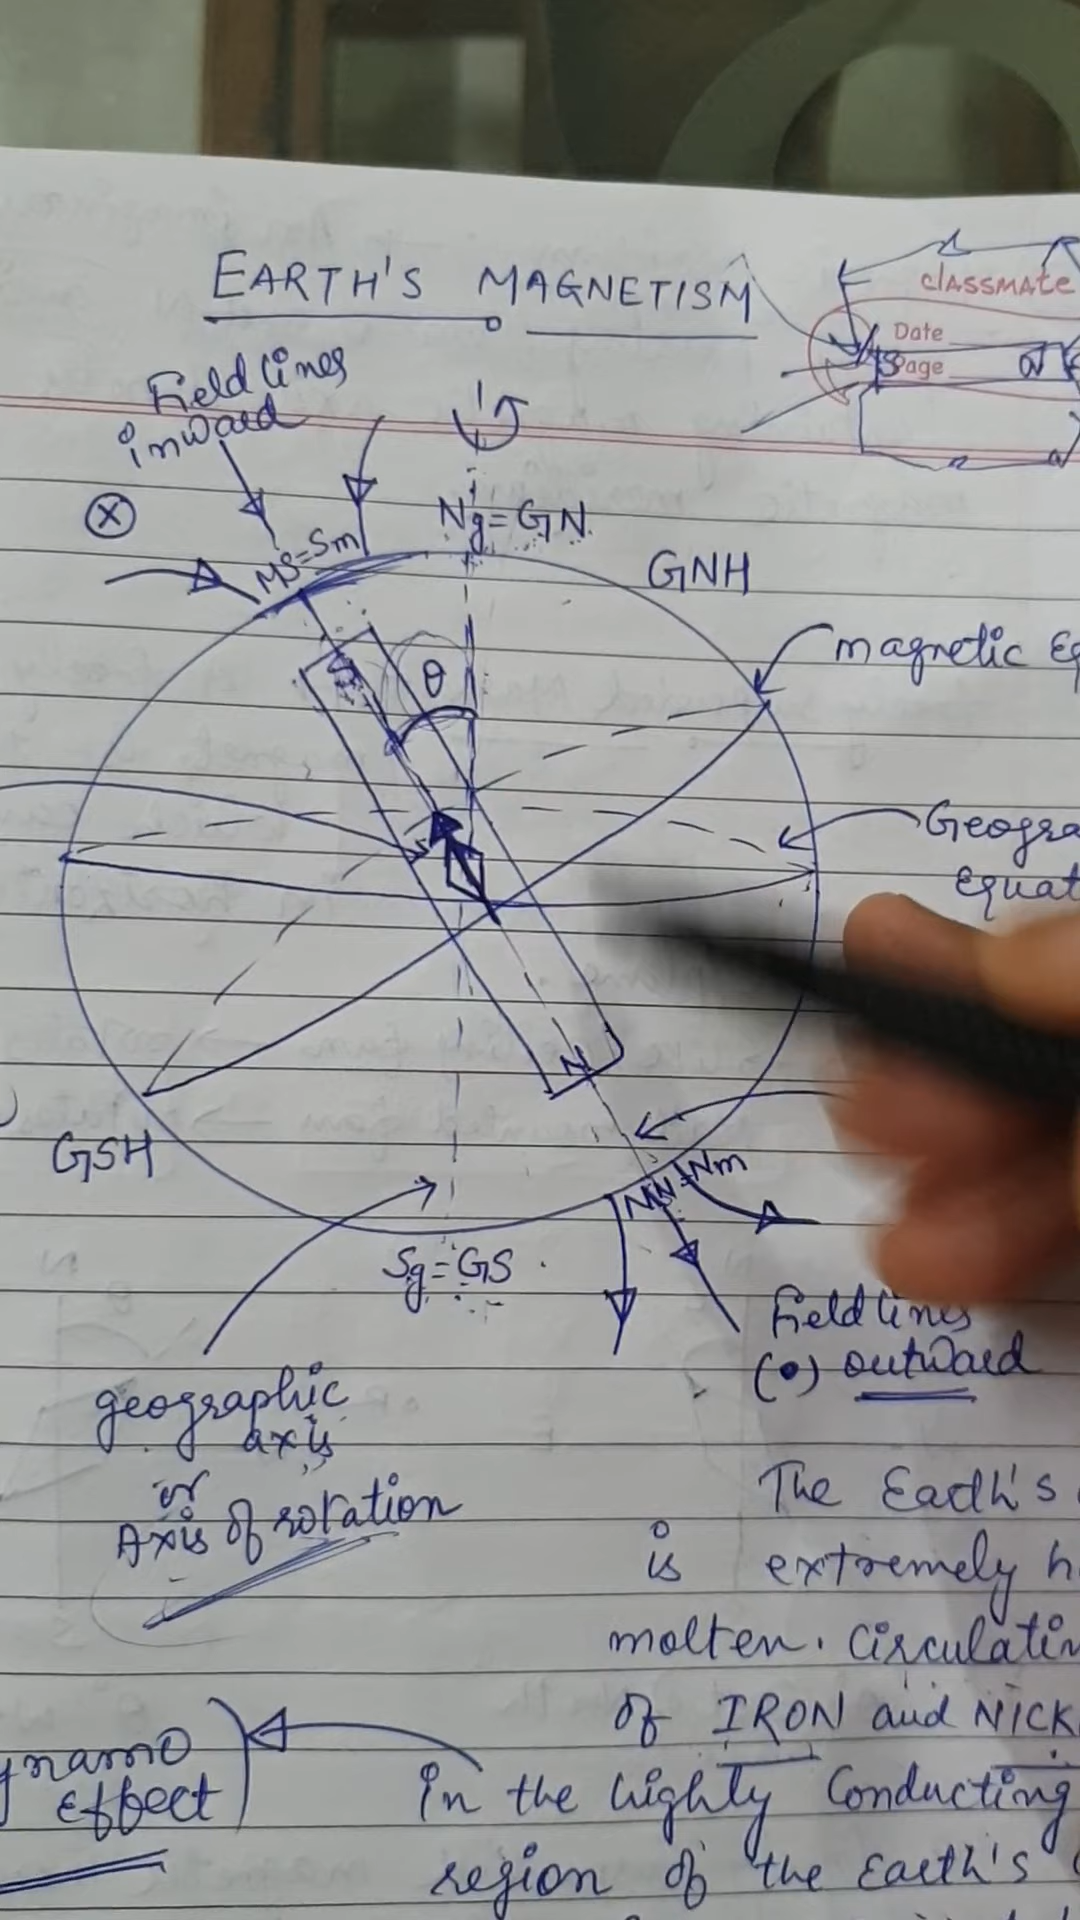 EARTH'S MAGNETISM
classmate
Date
Page
Field lines
inward
Ng=GN
MS=Sm
GNH
magnetic Eq
θ
S
Geogra
Equat
N
GSH
Nm
Sg=GS
Field lines
(•) outward
geographic
axis
or
Axis of rotation
The Earth's
is extremely h
molten. Circulatin
of IRON and NICK
ynamo
Effect
in the highly Conducting
region of the Earth's